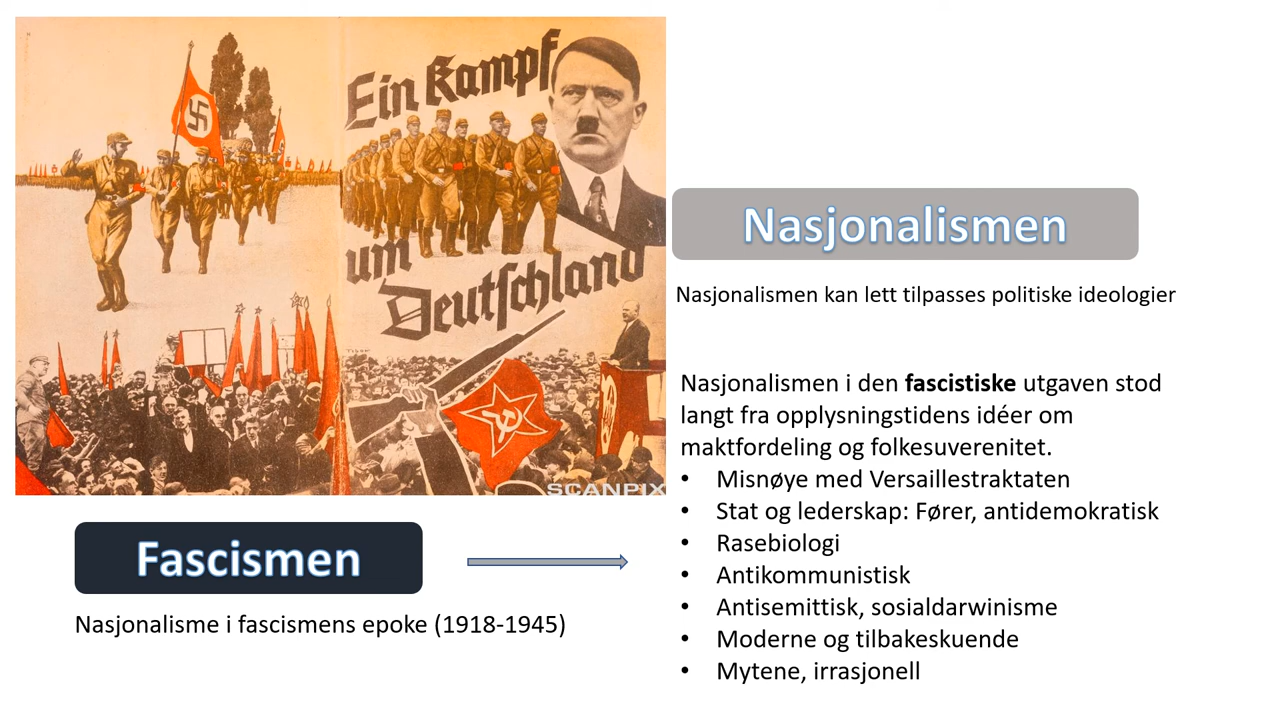 Ein Kampf
um
Deutschland
SCANPIX
Nasjonalismen
Nasjonalismen kan lett tilpasses politiske ideologier
Nasjonalismen i den fascistiske utgaven stod
langt fra opplysningstidens idéer om
maktfordeling og folkesuverenitet.
• Misnøye med Versaillestraktaten
• Stat og lederskap: Fører, antidemokratisk
• Rasebiologi
• Antikommunistisk
• Antisemittisk, sosialdarwinisme
• Moderne og tilbakeskuende
• Mytene, irrasjonell
Fascismen
Nasjonalisme i fascismens epoke (1918-1945)